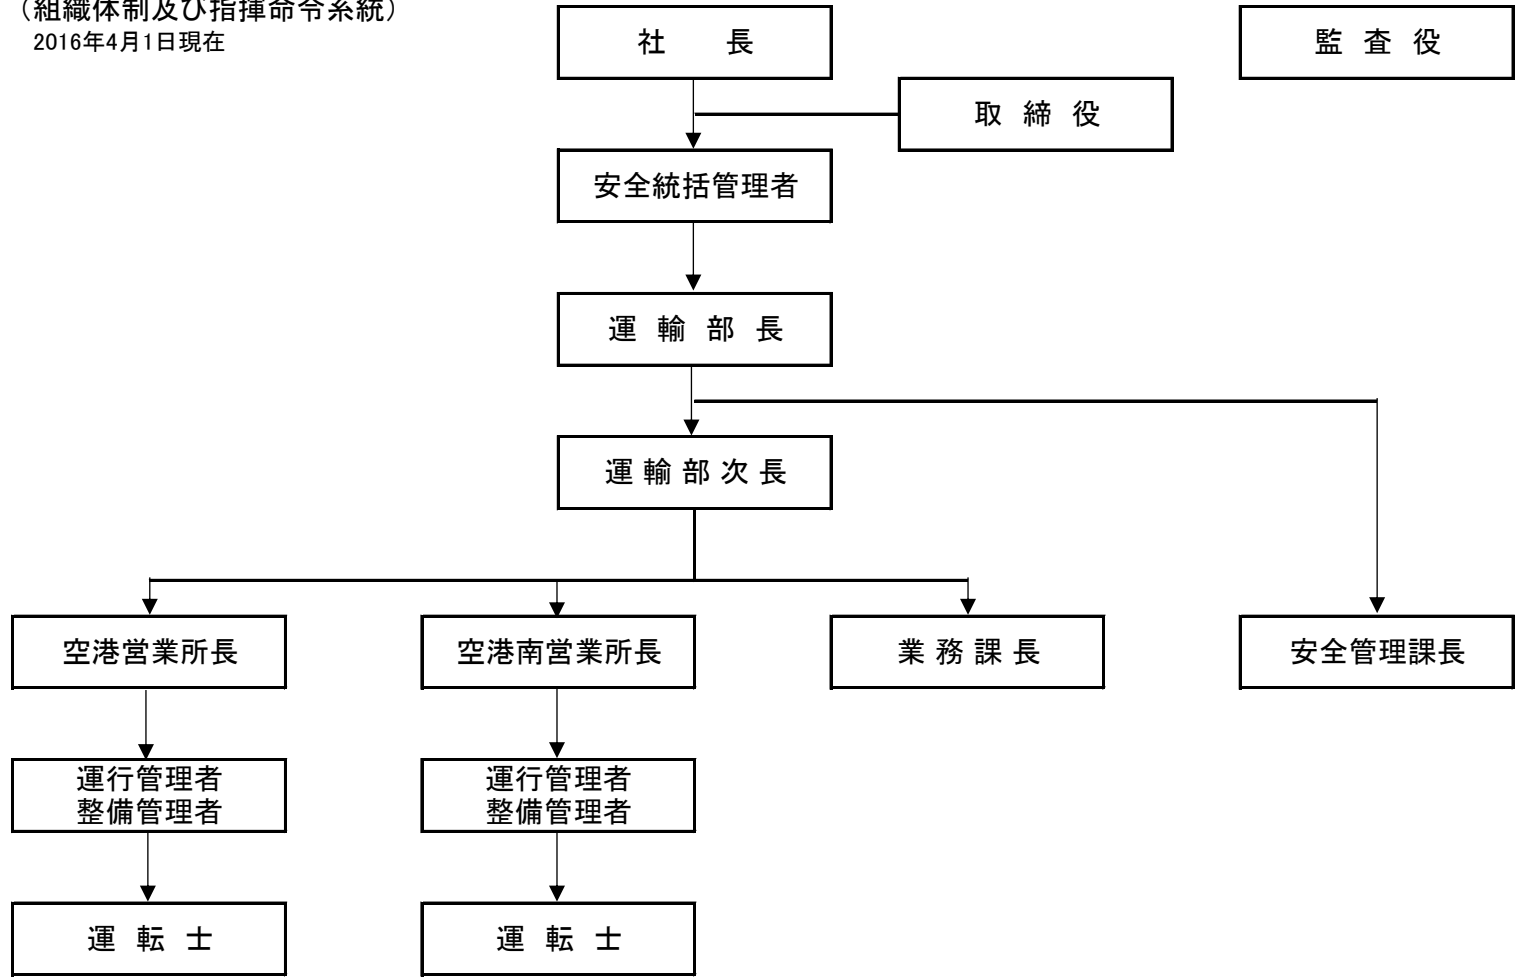 （組織体制及び指揮命令系統）
2016年4月1日現在
社　長
監 査 役
取 締 役
安全統括管理者
運 輸 部 長
運 輸 部 次 長
空港営業所長
空港南営業所長
業 務 課 長
安全管理課長
運行管理者
整備管理者
運行管理者
整備管理者
運 転 士
運 転 士